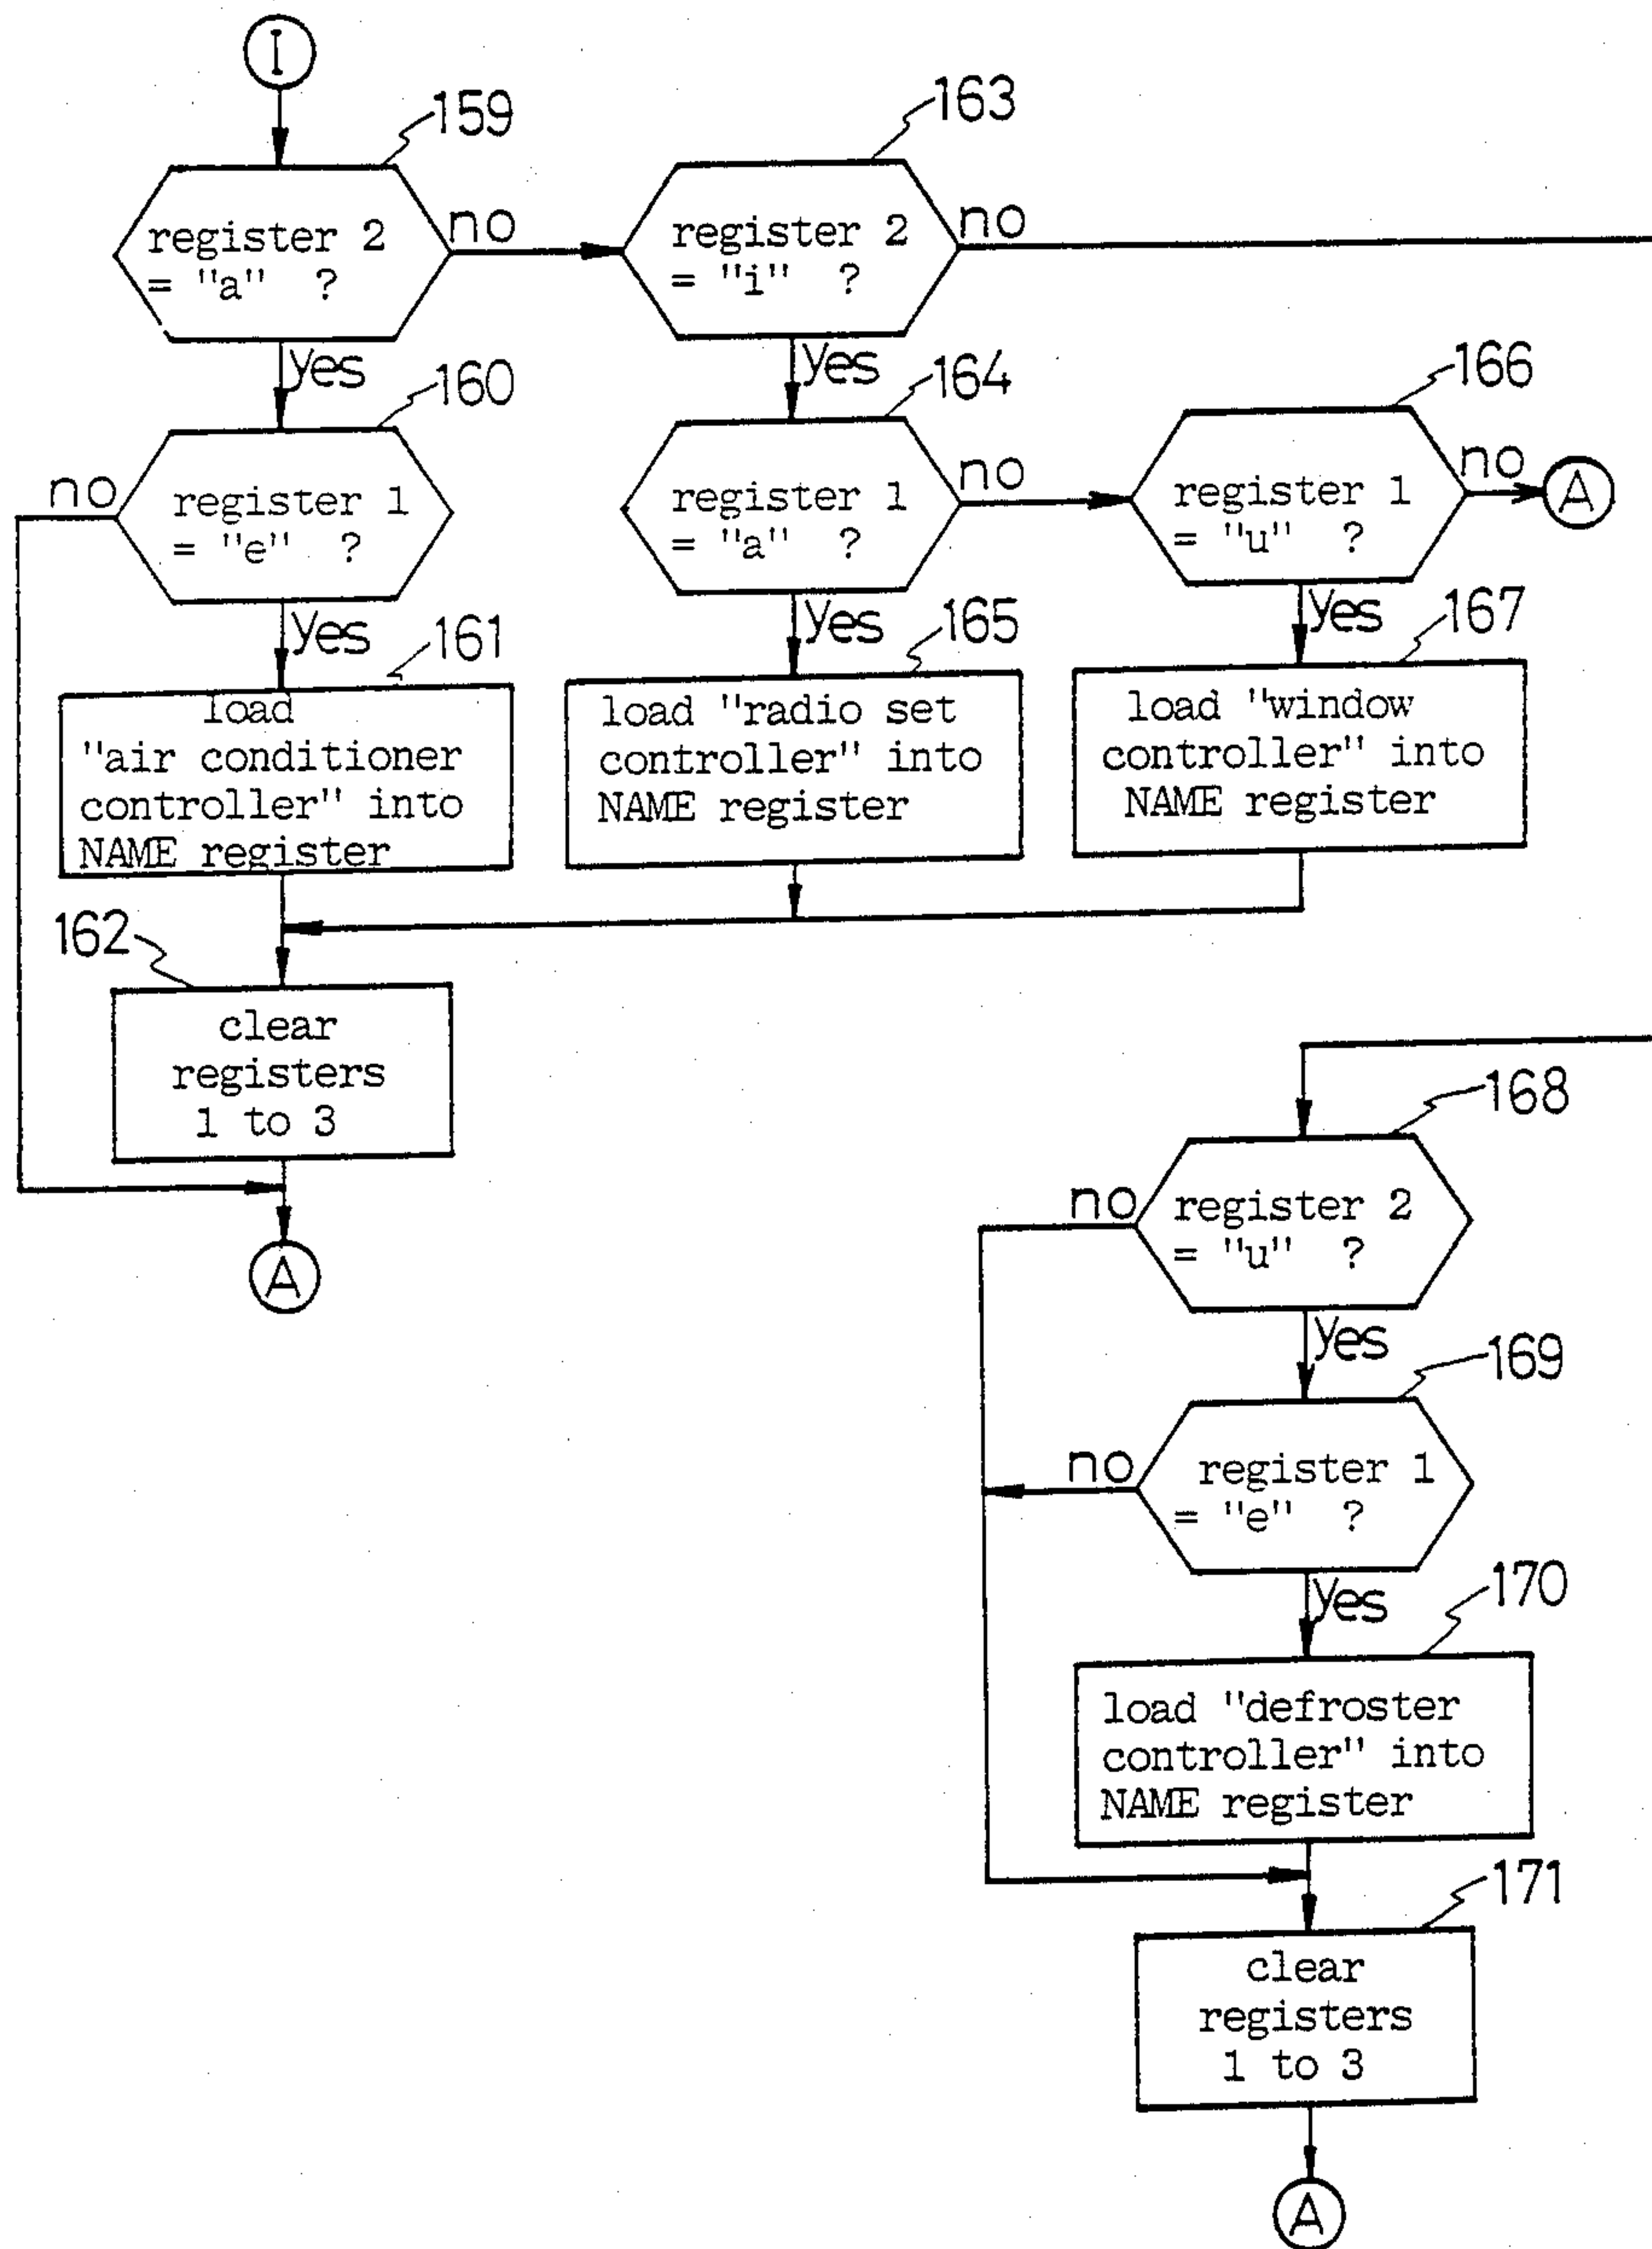 I
159
register 2
= "a" ?
no
yes
163
register 2
= "i" ?
no
yes
160
register 1
= "e" ?
no
yes
164
register 1
= "a" ?
no
yes
166
register 1
= "u" ?
no
A
yes
161
load
"air conditioner
controller" into
NAME register
165
load "radio set
controller" into
NAME register
167
load "window
controller" into
NAME register
162
clear
registers
1 to 3
A
168
register 2
= "u" ?
no
yes
169
register 1
= "e" ?
no
yes
170
load "defroster
controller" into
NAME register
171
clear
registers
1 to 3
A